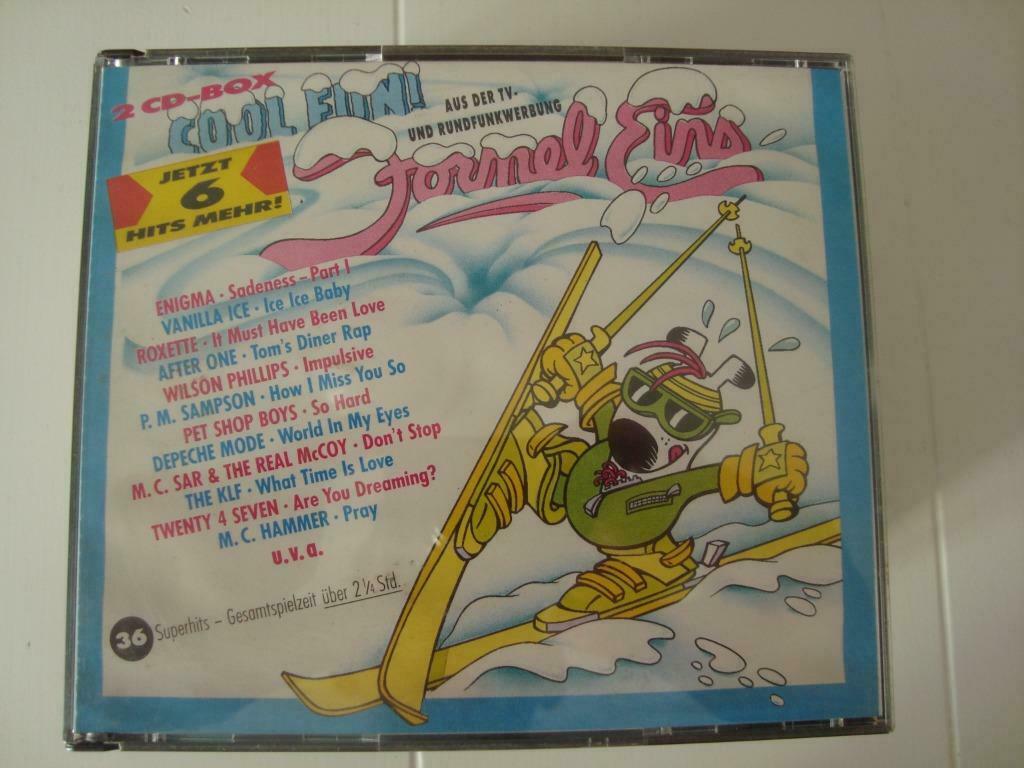 2 CD-BOX
COOL FUN!
AUS DER TV-
UND RUNDFUNKWERBUNG
Formel Eins
JETZT
6
HITS MEHR!
ENIGMA · Sadeness – Part I
VANILLA ICE · Ice Ice Baby
ROXETTE · It Must Have Been Love
AFTER ONE · Tom's Diner Rap
WILSON PHILLIPS · Impulsive
P. M. SAMPSON · How I Miss You So
PET SHOP BOYS · So Hard
DEPECHE MODE · World In My Eyes
M. C. SAR & THE REAL McCOY · Don't Stop
THE KLF · What Time Is Love
TWENTY 4 SEVEN · Are You Dreaming?
M. C. HAMMER · Pray
u.v.a.
36 Superhits – Gesamtspielzeit über 2 ¼ Std.